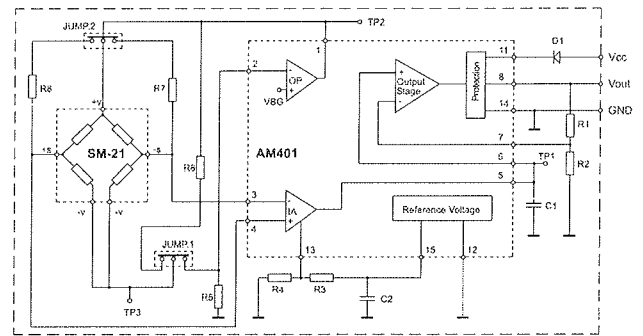 JUMP.2
TP2
AM401
1
2
OP
VBG
Output
Stage
Protection
11
D1
Vcc
8
Vout
14
GND
R8
R7
+V
SM-21
+S
-S
+V
+V
R6
7
R1
6
TP1
R2
5
C1
3
IA
4
Reference Voltage
JUMP.1
13
15
12
R4
R3
R5
C2
TP3